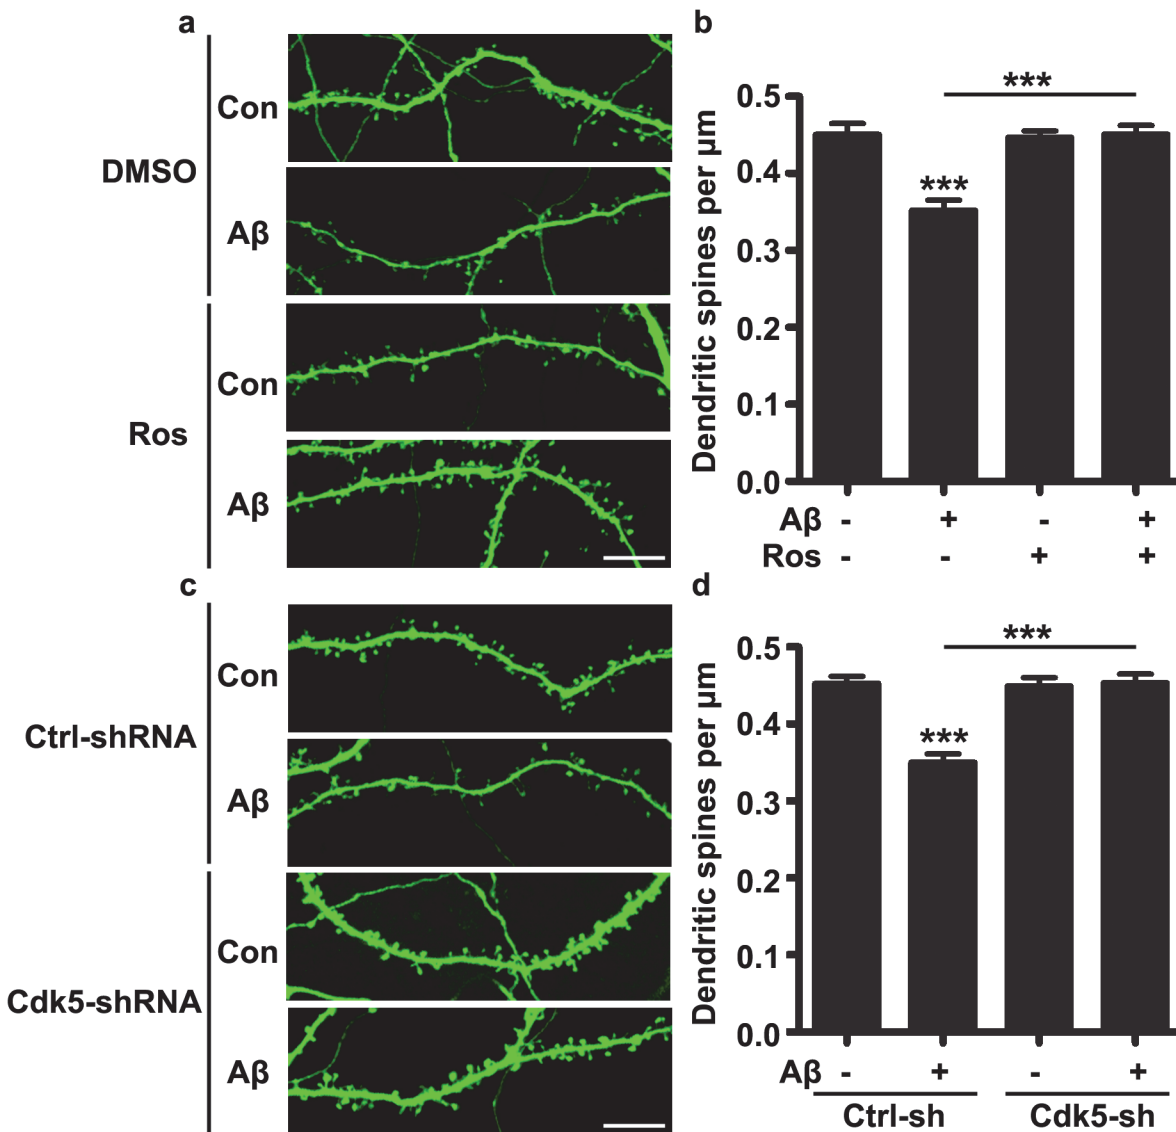 a
DMSO
Con
Aβ
Ros
Con
Aβ
b
***
***
Dendritic spines per µm
0.5
0.4
0.3
0.2
0.1
0.0
Aβ - + - +
Ros - - + +
c
Ctrl-shRNA
Con
Aβ
Cdk5-shRNA
Con
Aβ
d
***
***
Dendritic spines per µm
0.5
0.4
0.3
0.2
0.1
0.0
Aβ - + - +
Ctrl-sh Cdk5-sh